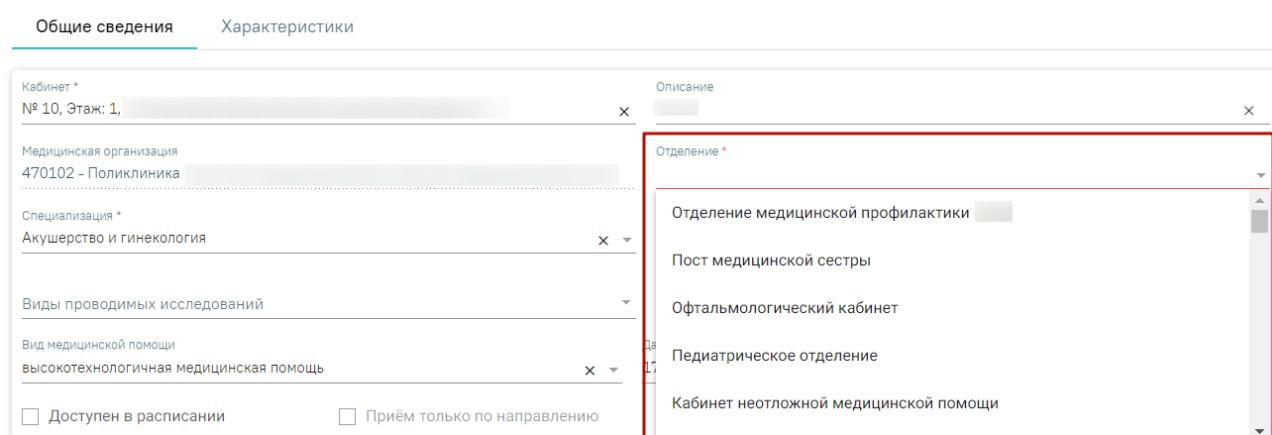 Общие сведения
Характеристики
Кабинет *
№ 10, Этаж: 1,
Описание
Медицинская организация
470102 - Поликлиника
Отделение *
Специализация *
Акушерство и гинекология
Виды проводимых исследований
Вид медицинской помощи
высокотехнологичная медицинская помощь
Доступен в расписании
Приём только по направлению
Отделение медицинской профилактики
Пост медицинской сестры
Офтальмологический кабинет
Педиатрическое отделение
Кабинет неотложной медицинской помощи